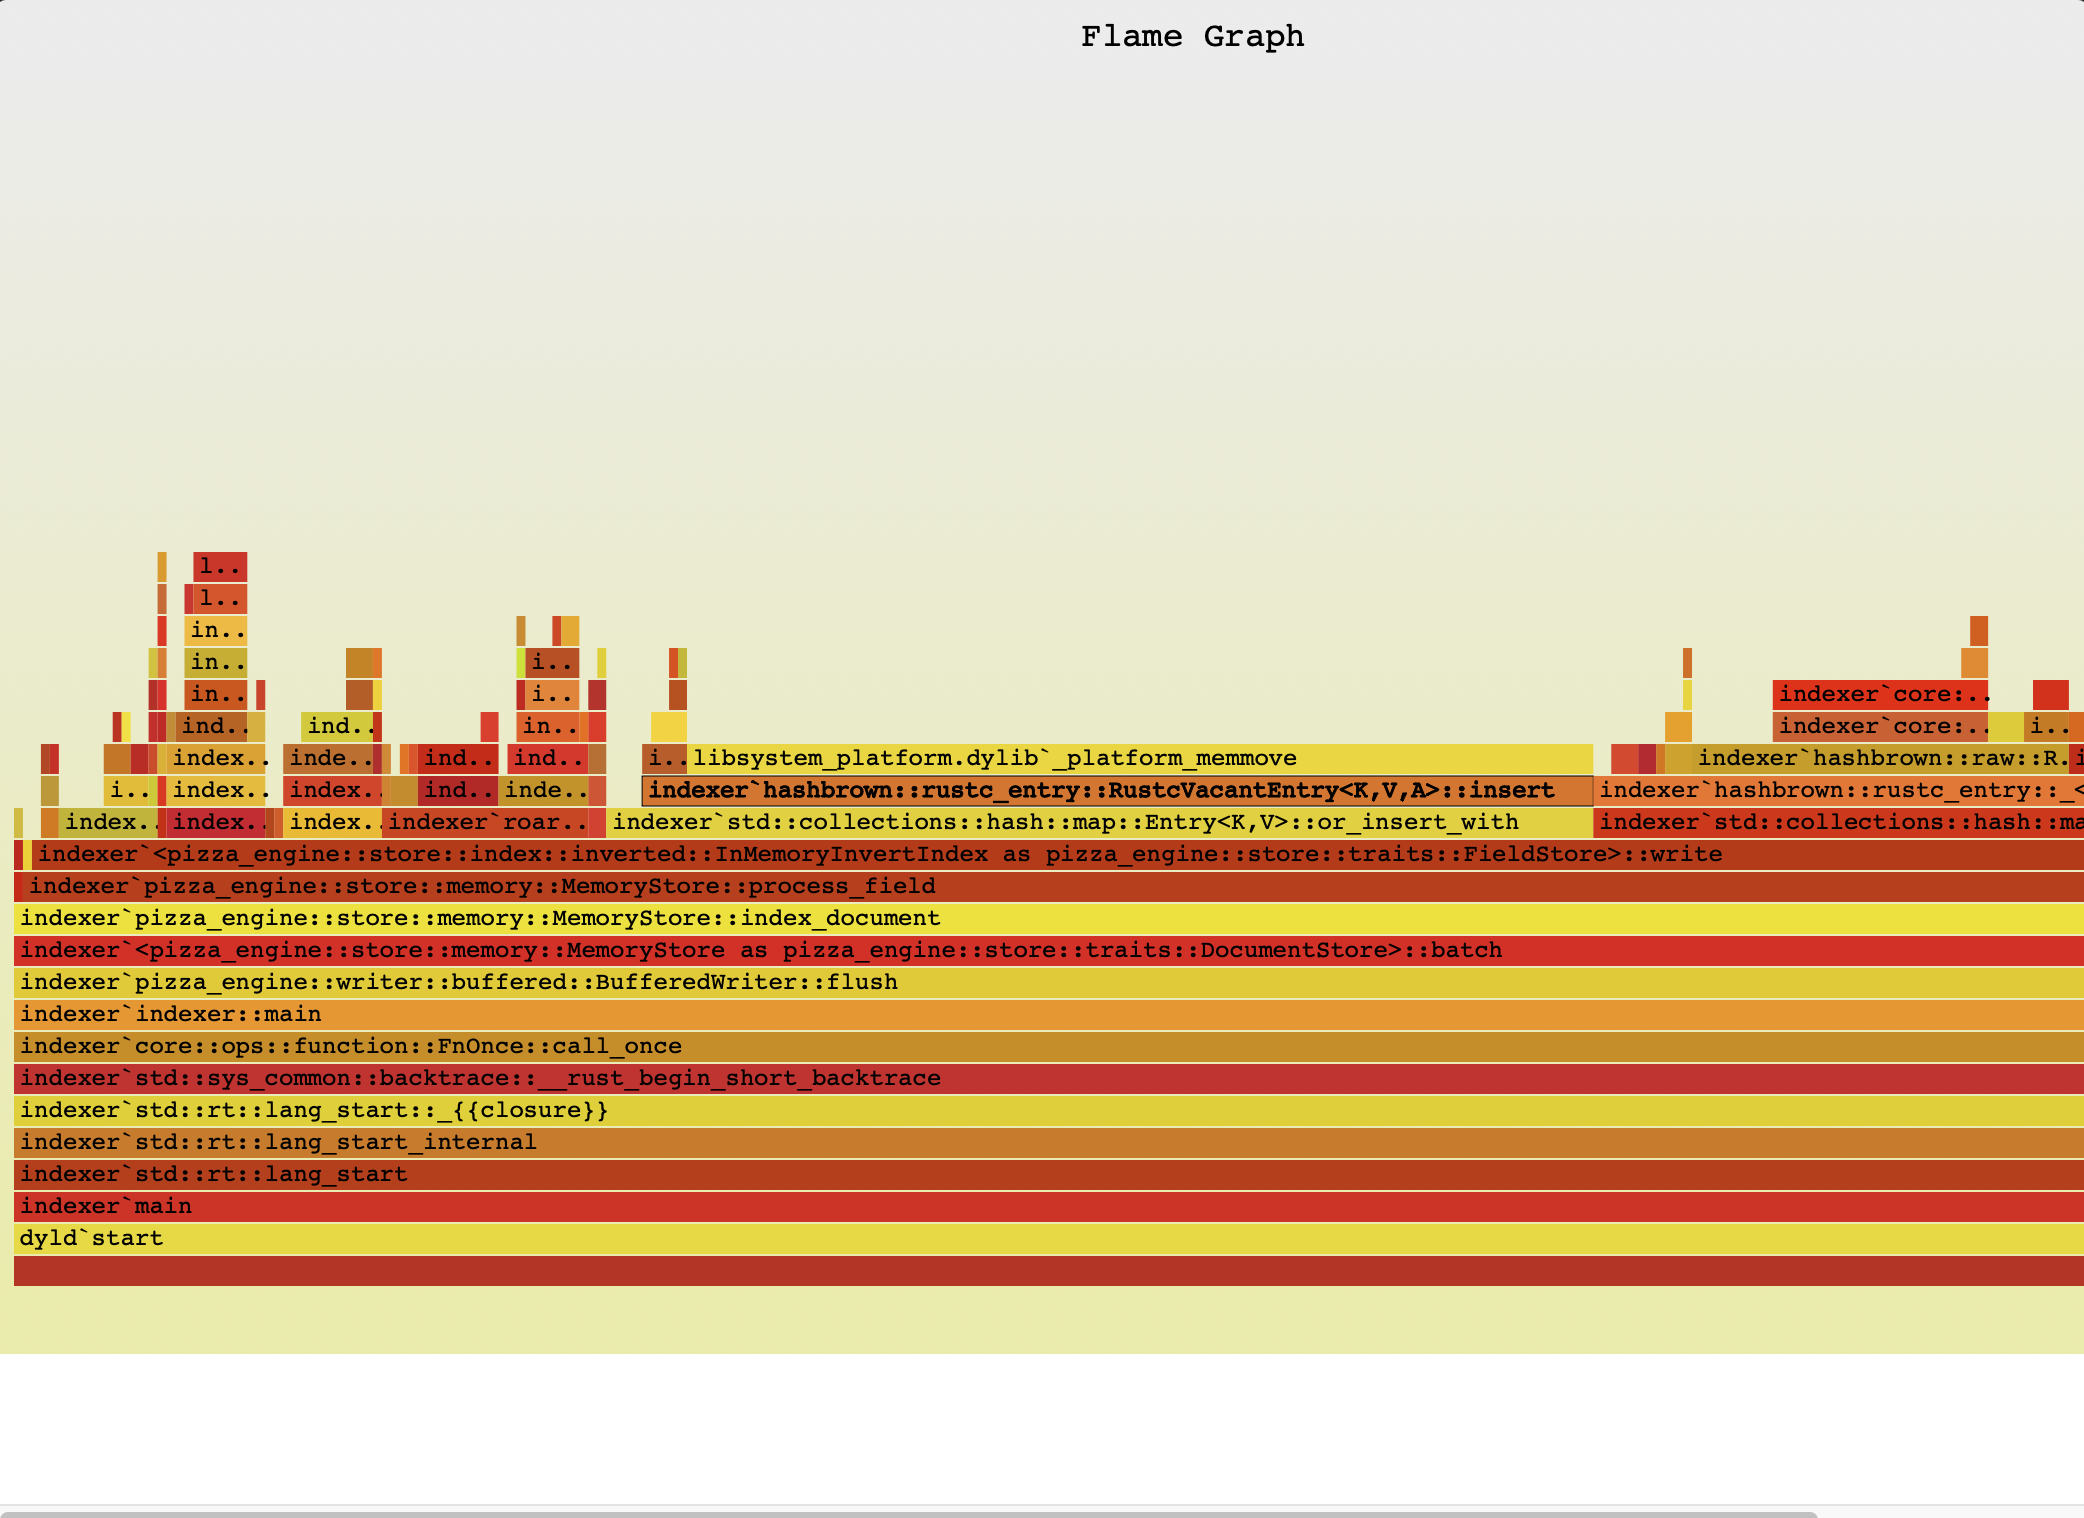 Flame Graph
l..
l..
in..
in.. i..
in.. i.. indexer`core:..
ind.. ind.. in.. indexer`core:.. i..
index.. inde.. ind.. ind.. i.. libsystem_platform.dylib`_platform_memmove indexer`hashbrown::raw::R.. i
i.. index.. index.. ind.. inde.. indexer`hashbrown::rustc_entry::RustcVacantEntry<K,V,A>::insert indexer`hashbrown::rustc_entry::_<
index.. index.. index.. indexer`roar.. indexer`std::collections::hash::map::Entry<K,V>::or_insert_with indexer`std::collections::hash::ma
indexer`<pizza_engine::store::index::inverted::InMemoryInvertIndex as pizza_engine::store::traits::FieldStore>::write
indexer`pizza_engine::store::memory::MemoryStore::process_field
indexer`pizza_engine::store::memory::MemoryStore::index_document
indexer`<pizza_engine::store::memory::MemoryStore as pizza_engine::store::traits::DocumentStore>::batch
indexer`pizza_engine::writer::buffered::BufferedWriter::flush
indexer`indexer::main
indexer`core::ops::function::FnOnce::call_once
indexer`std::sys_common::backtrace::__rust_begin_short_backtrace
indexer`std::rt::lang_start::_{{closure}}
indexer`std::rt::lang_start_internal
indexer`std::rt::lang_start
indexer`main
dyld`start